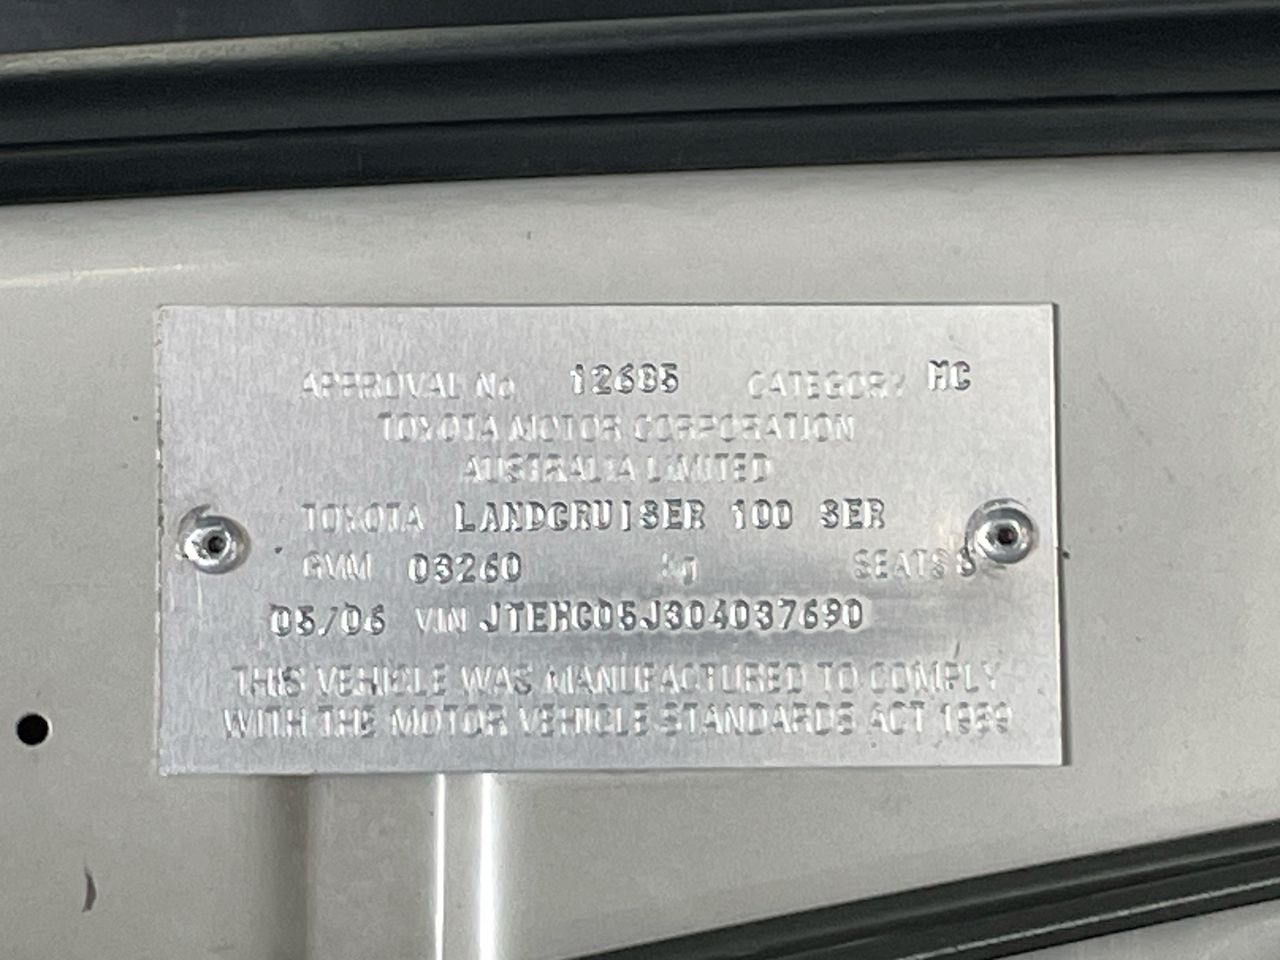 APPROVAL No 12685 CATEGORY MC
TOYOTA MOTOR CORPORATION
AUSTRALIA LIMITED
TOYOTA LANDCRUISER 100 SER
GVM 03260 kg SEATS 8
05/06 VIN JTEHC05J304037690
THIS VEHICLE WAS MANUFACTURED TO COMPLY
WITH THE MOTOR VEHICLE STANDARDS ACT 1989